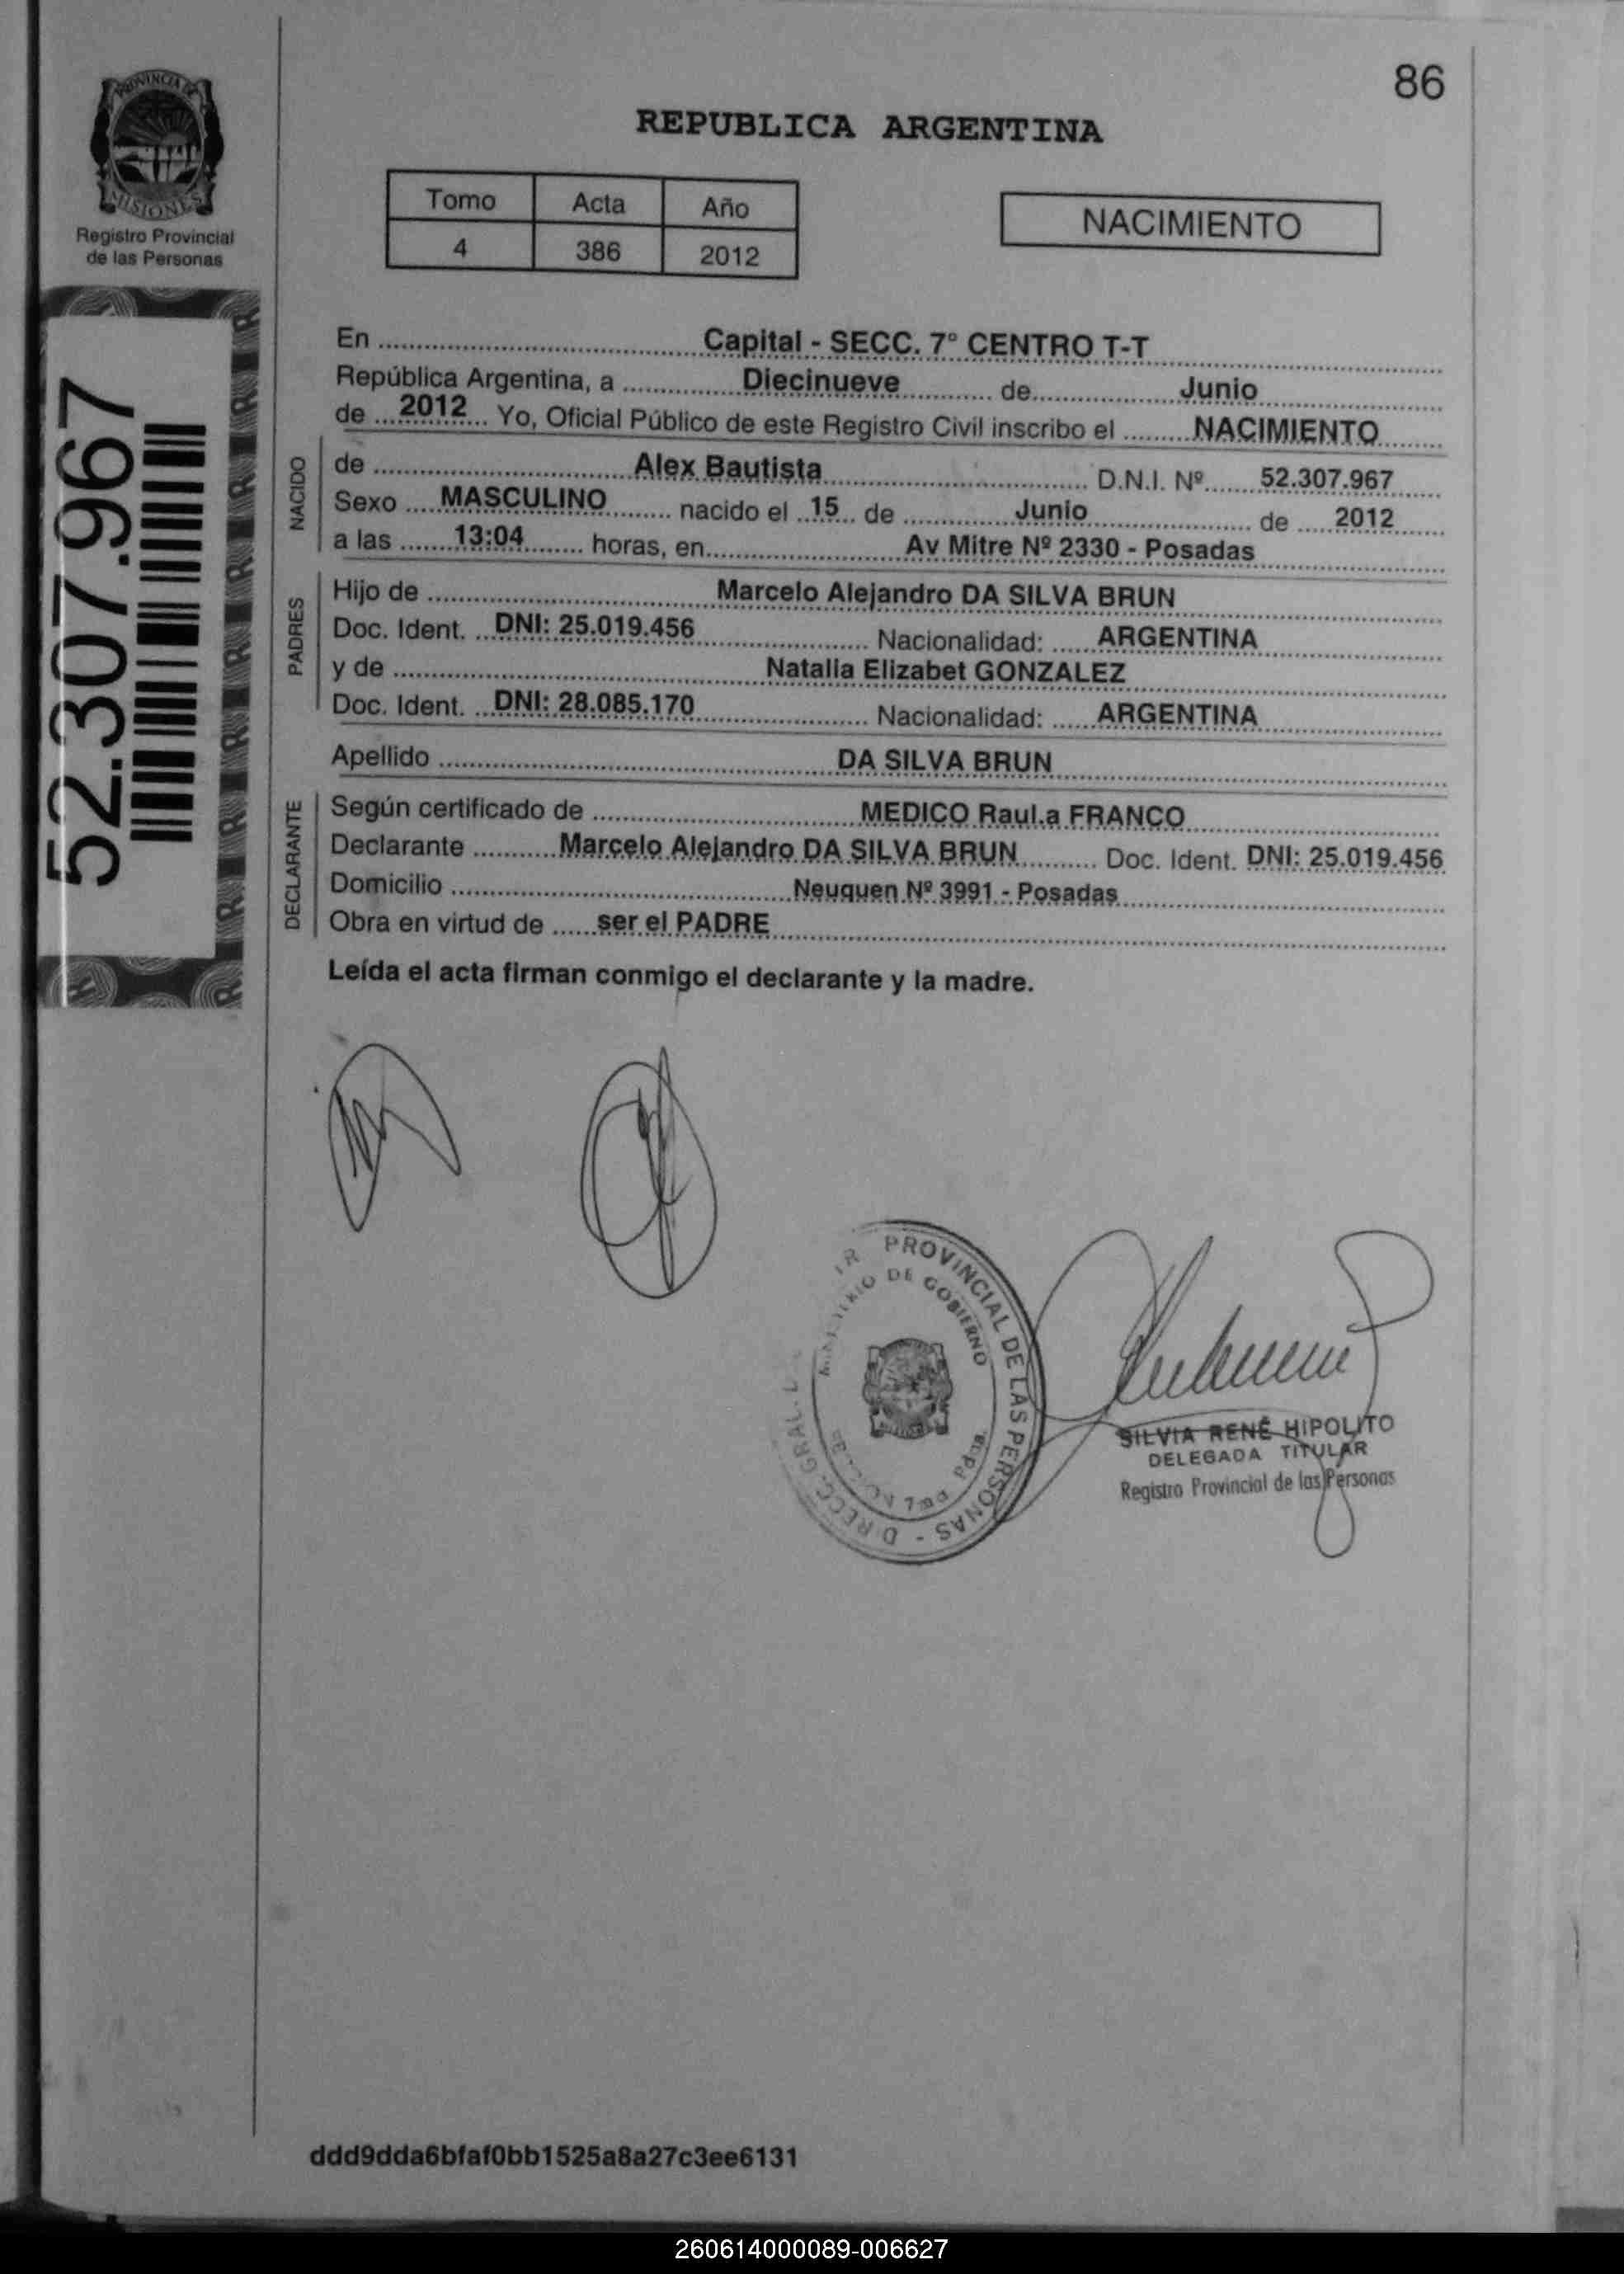 86
REPUBLICA ARGENTINA
PROVINCIA DE
MISIONES
Registro Provincial
de las Personas
Tomo Acta Año
4 386 2012
NACIMIENTO
52.307.967
En Capital - SECC. 7° CENTRO T-T
República Argentina, a Diecinueve de Junio
de 2012 Yo, Oficial Público de este Registro Civil inscribo el NACIMIENTO
NACIDO
de Alex Bautista D.N.I. Nº 52.307.967
Sexo MASCULINO nacido el 15 de Junio de 2012
a las 13:04 horas, en Av Mitre Nº 2330 - Posadas
PADRES
Hijo de Marcelo Alejandro DA SILVA BRUN
Doc. Ident. DNI: 25.019.456 Nacionalidad: ARGENTINA
y de Natalia Elizabet GONZALEZ
Doc. Ident. DNI: 28.085.170 Nacionalidad: ARGENTINA
Apellido DA SILVA BRUN
DECLARANTE
Según certificado de MEDICO Raul.a FRANCO
Declarante Marcelo Alejandro DA SILVA BRUN Doc. Ident. DNI: 25.019.456
Domicilio Neuquen Nº 3991 - Posadas
Obra en virtud de ser el PADRE
Leída el acta firman conmigo el declarante y la madre.
PROVINCIAL DE LAS PERSONAS -
DE GOBIERNO
SILVIA RENÉ HIPOLITO
DELEGADA TITULAR
Registro Provincial de las Personas
ddd9dda6bfaf0bb1525a8a27c3ee6131
260614000089-006627